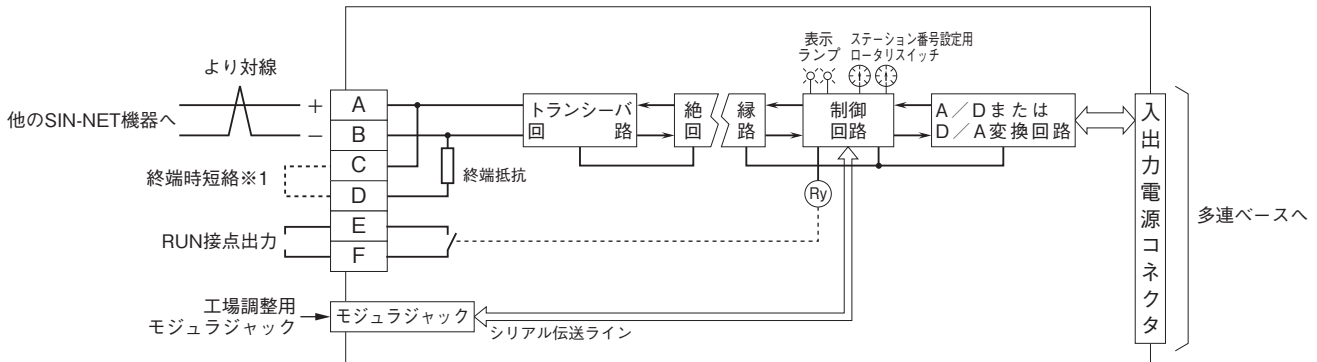 表示
ランプ
ステーション番号設定用
ロータリスイッチ
より対線
他のSIN-NET機器へ
+
−
A
B
C
D
E
F
トランシーバ
回路
絶
回
縁
路
制御
回路
A/Dまたは
D/A変換回路
入出力電源コネクタ
多連ベースへ
終端時短絡※1
終端抵抗
Ry
RUN接点出力
工場調整用
モジュラジャック
モジュラジャック
シリアル伝送ライン